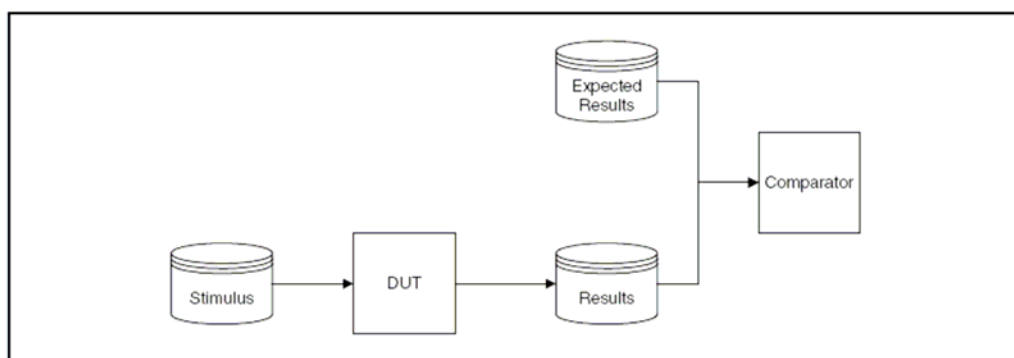 Expected
Results
Comparator
Stimulus
DUT
Results